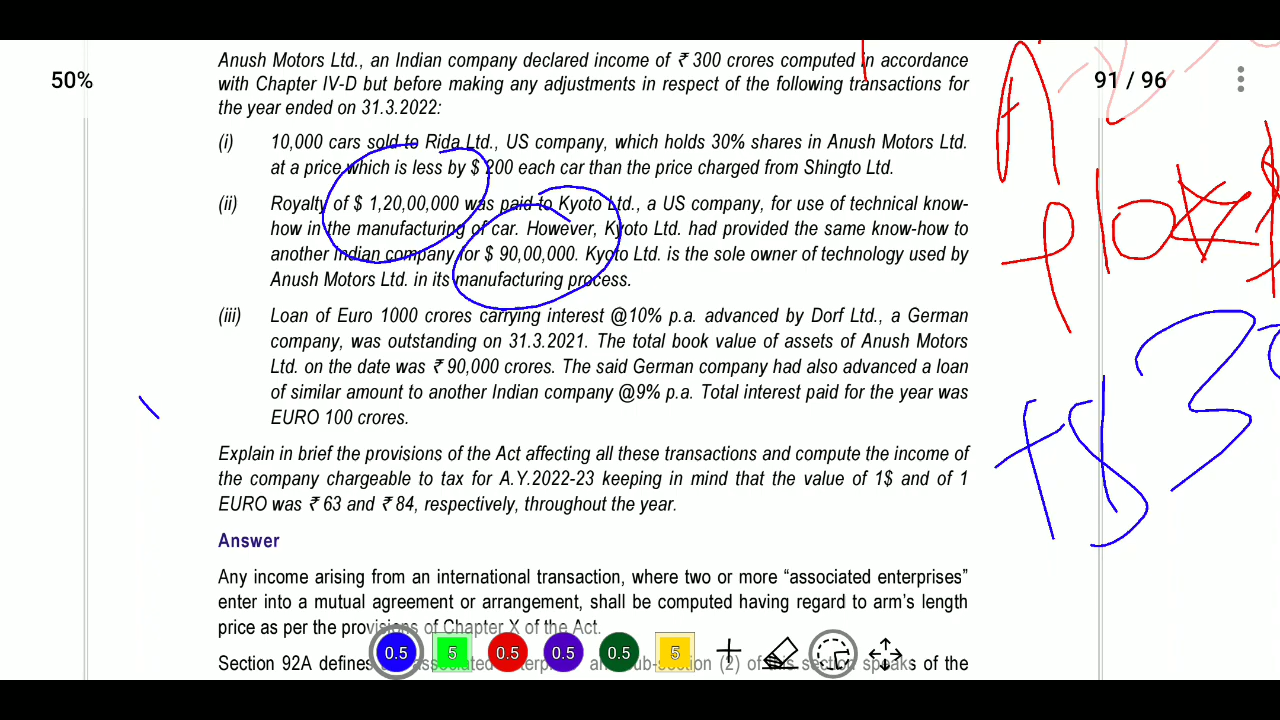 Anush Motors Ltd., an Indian company declared income of ₹ 300 crores computed in accordance
50%
91 / 96
with Chapter IV-D but before making any adjustments in respect of the following transactions for
the year ended on 31.3.2022:
(i) 10,000 cars sold to Rida Ltd., US company, which holds 30% shares in Anush Motors Ltd.
at a price which is less by $ 200 each car than the price charged from Shingto Ltd.
(ii) Royalty of $ 1,20,00,000 was paid to Kyoto Ltd., a US company, for use of technical know-
how in the manufacturing of car. However, Kyoto Ltd. had provided the same know-how to
another Indian company for $ 90,00,000. Kyoto Ltd. is the sole owner of technology used by
Anush Motors Ltd. in its manufacturing process.
(iii) Loan of Euro 1000 crores carrying interest @10% p.a. advanced by Dorf Ltd., a German
company, was outstanding on 31.3.2021. The total book value of assets of Anush Motors
Ltd. on the date was ₹ 90,000 crores. The said German company had also advanced a loan
of similar amount to another Indian company @9% p.a. Total interest paid for the year was
EURO 100 crores.
Explain in brief the provisions of the Act affecting all these transactions and compute the income of
the company chargeable to tax for A.Y.2022-23 keeping in mind that the value of 1$ and of 1
EURO was ₹ 63 and ₹ 84, respectively, throughout the year.
Answer
Any income arising from an international transaction, where two or more “associated enterprises”
enter into a mutual agreement or arrangement, shall be computed having regard to arm’s length
price as per the provisions of Chapter X of the Act.
0.5 5 0.5 0.5 0.5 5
Section 92A defines and sub-section (2) of this section speaks of the